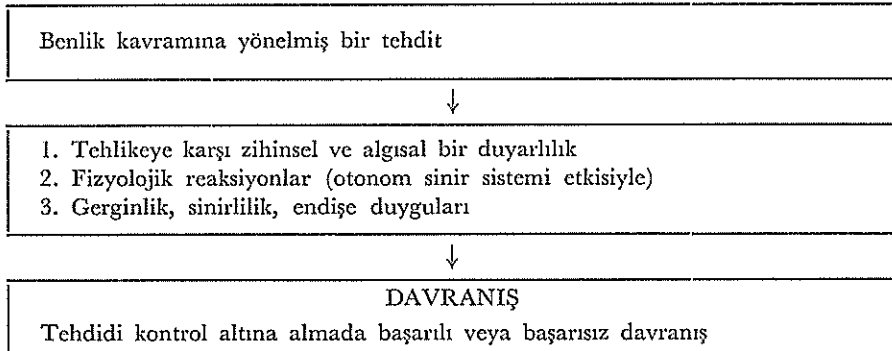 Benlik kavramına yönelmiş bir tehdit
↓
1. Tehlikeye karşı zihinsel ve algısal bir duyarlılık
2. Fizyolojik reaksiyonlar (otonom sinir sistemi etkisiyle)
3. Gerginlik, sinirlilik, endişe duyguları
↓
DAVRANIŞ
Tehdidi kontrol altına almada başarılı veya başarısız davranış